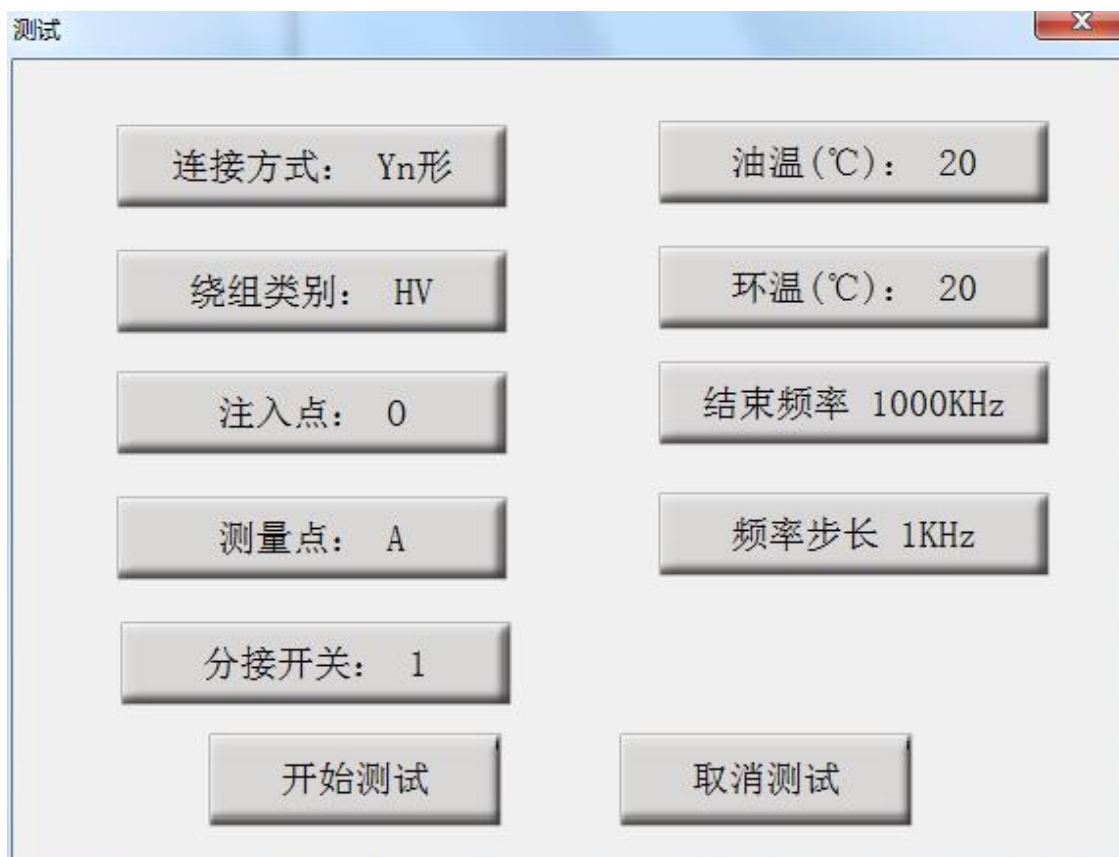 测试
连接方式: Yn形
油温(℃): 20
绕组类别: HV
环温(℃): 20
注入点: O
结束频率 1000KHz
测量点: A
频率步长 1KHz
分接开关: 1
开始测试
取消测试